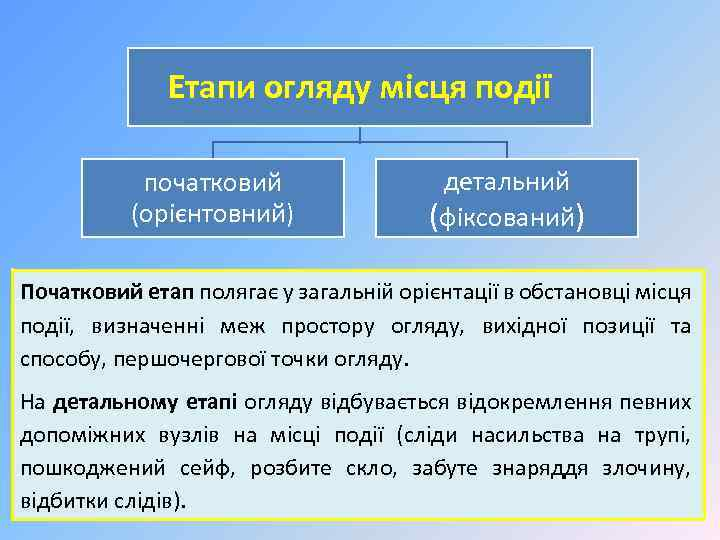 Етапи огляду місця події
початковий
(орієнтовний)
детальний
(фіксований)
Початковий етап полягає у загальній орієнтації в обстановці місця
події, визначенні меж простору огляду, вихідної позиції та
способу, першочергової точки огляду.
На детальному етапі огляду відбувається відокремлення певних
допоміжних вузлів на місці події (сліди насильства на трупі,
пошкоджений сейф, розбите скло, забуте знаряддя злочину,
відбитки слідів).